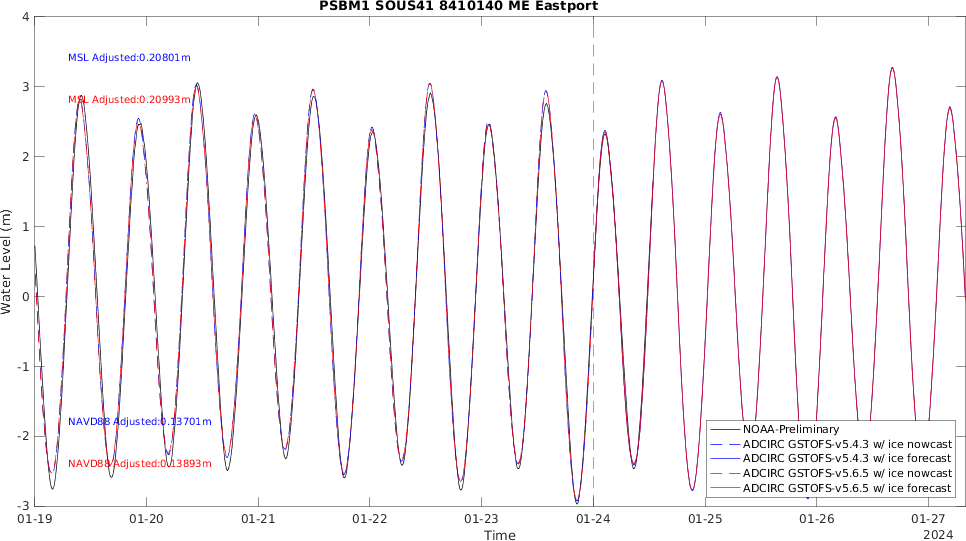 PSBM1 SOUS41 8410140 ME Eastport
4
MSL Adjusted:0.20801m
3
MSL Adjusted:0.20993m
2
1
0
-1
-2
-3
Water Level (m)
NAVD88 Adjusted:0.13701m
NAVD88 Adjusted:0.13893m
NOAA-Preliminary
ADCIRC GSTOFS-v5.4.3 w/ ice nowcast
ADCIRC GSTOFS-v5.4.3 w/ ice forecast
ADCIRC GSTOFS-v5.6.5 w/ ice nowcast
ADCIRC GSTOFS-v5.6.5 w/ ice forecast
01-19 01-20 01-21 01-22 01-23 01-24 01-25 01-26 01-27
Time
2024